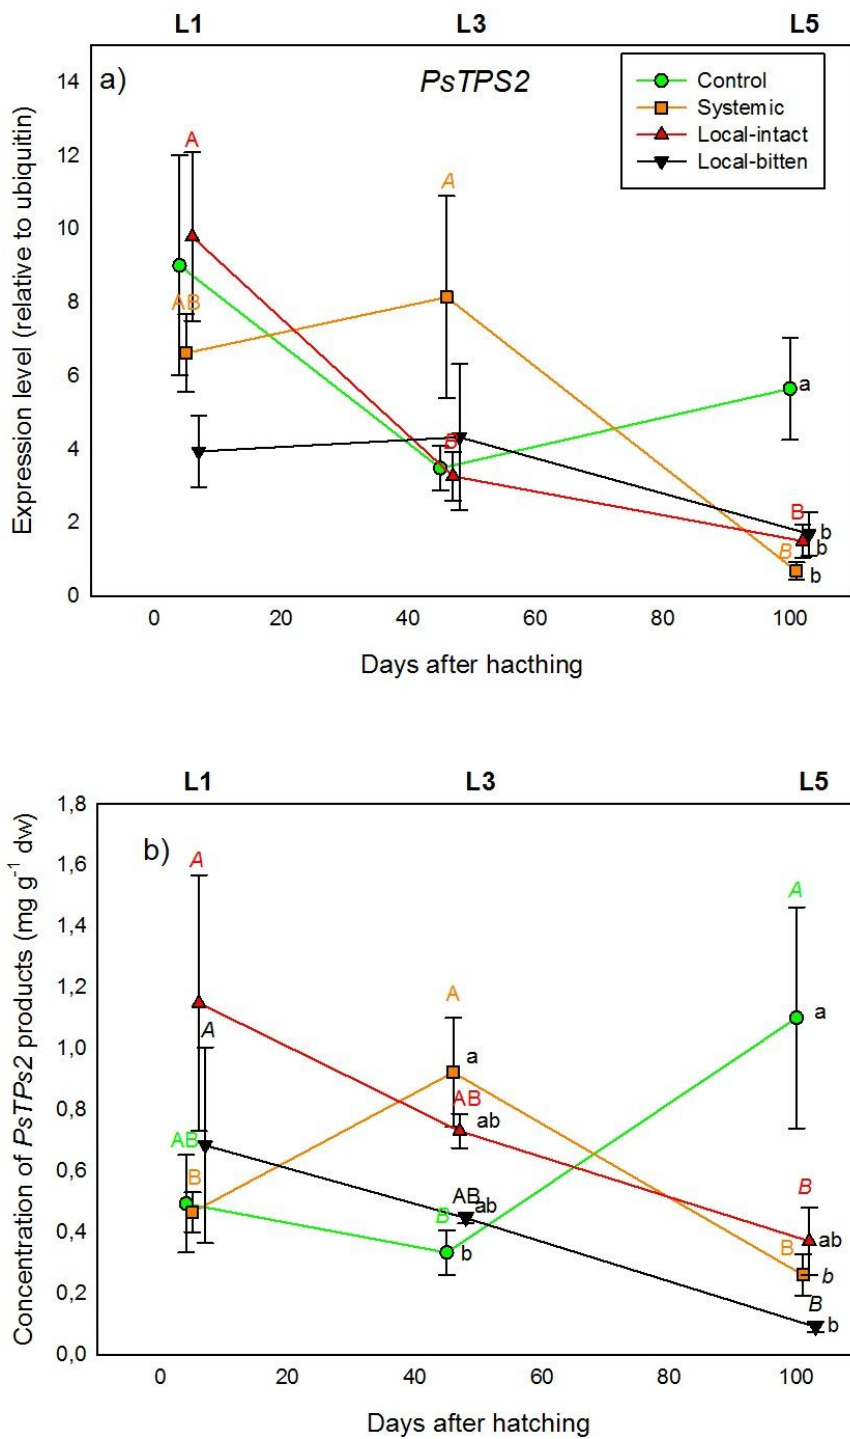 L1 L3 L5
a) PsTPS2
Control
Systemic
Local-intact
Local-bitten
14
12
10
8
6
4
2
0
Expression level (relative to ubiquitin)
A
AB
A
B
a
B
B
b
b
b
0 20 40 60 80 100
Days after hacthing
L1 L3 L5
b)
1,8
1,6
1,4
1,2
1,0
0,8
0,6
0,4
0,2
0,0
Concentration of PsTPs2 products (mg g-1 dw)
A
A
AB
B
A
a
AB
ab
AB
ab
B
b
A
a
B
ab
B
b
B
b
0 20 40 60 80 100
Days after hatching